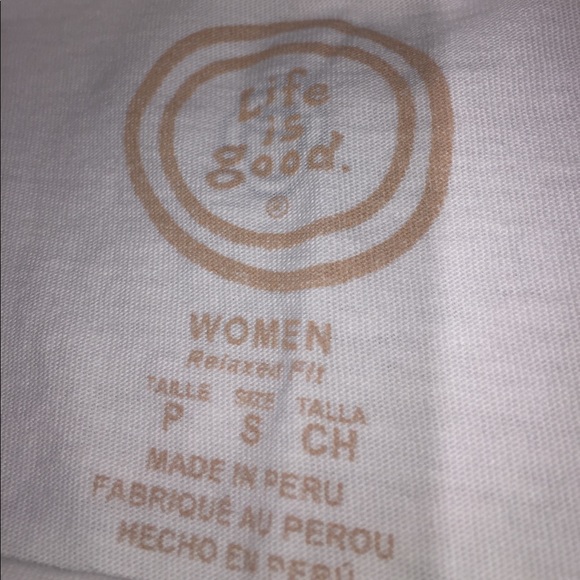 Life
is
good.
®
WOMEN
Relaxed Fit
TAILLE SIZE TALLA
P S CH
MADE IN PERU
FABRIQUÉ AU PEROU
HECHO EN PERÚ